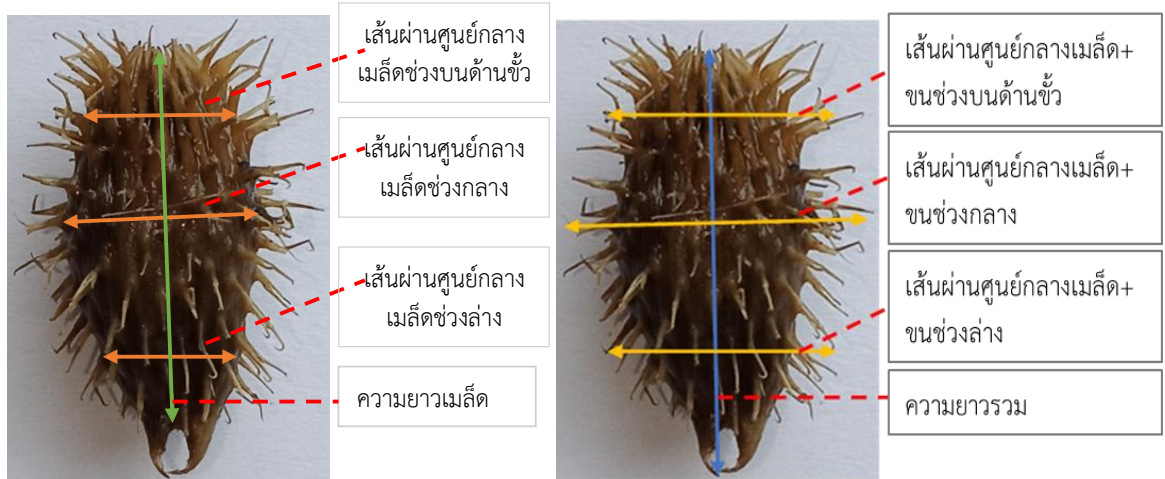 เส้นผ่านศูนย์กลาง
เมล็ดช่วงบนด้านขั้ว
เส้นผ่านศูนย์กลาง
เมล็ดช่วงกลาง
เส้นผ่านศูนย์กลาง
เมล็ดช่วงล่าง
ความยาวเมล็ด
เส้นผ่านศูนย์กลางเมล็ด+
ขนช่วงบนด้านขั้ว
เส้นผ่านศูนย์กลางเมล็ด+
ขนช่วงกลาง
เส้นผ่านศูนย์กลางเมล็ด+
ขนช่วงล่าง
ความยาวรวม